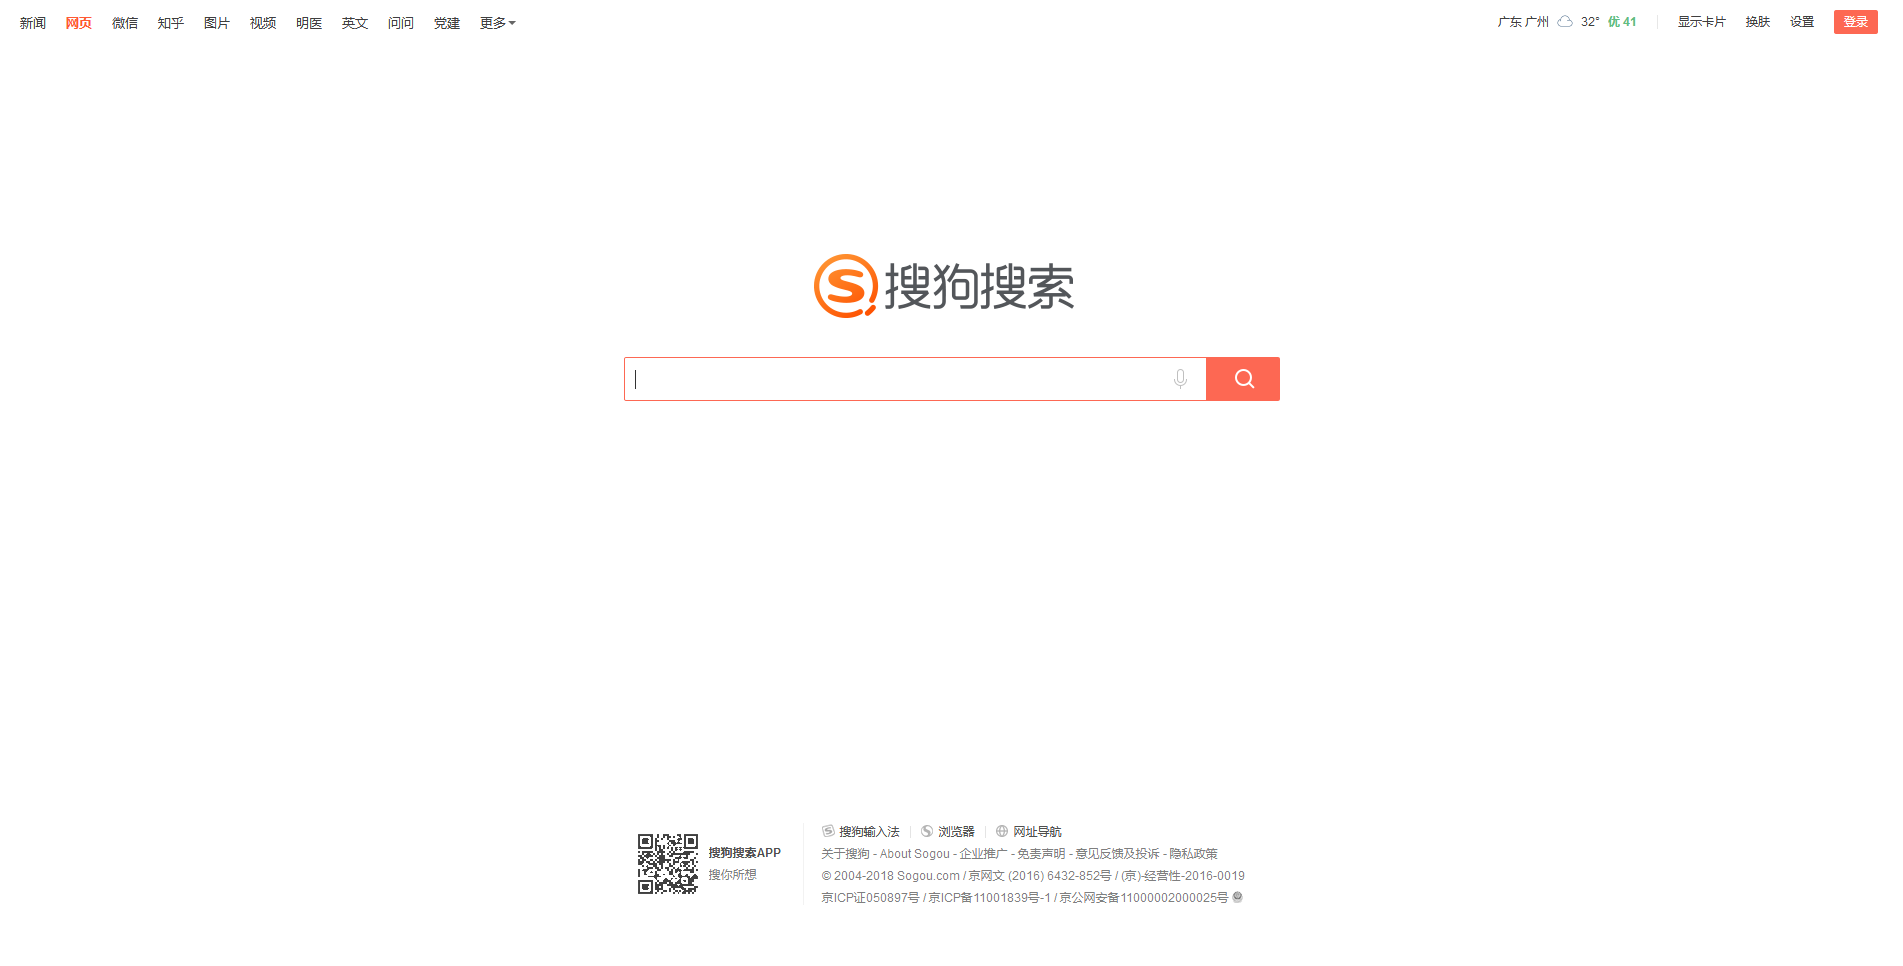 新闻 网页 微信 知乎 图片 视频 明医 英文 问问 党建 更多
广东 广州 32° 优 41 显示卡片 换肤 设置 登录
搜狗搜索
搜狗搜索APP
搜你所想
搜狗输入法 浏览器 网址导航
关于搜狗 - About Sogou - 企业推广 - 免责声明 - 意见反馈及投诉 - 隐私政策
© 2004-2018 Sogou.com / 京网文 (2016) 6432-852号 / (京)-经营性-2016-0019
京ICP证050897号 / 京ICP备11001839号-1 / 京公网安备11000002000025号